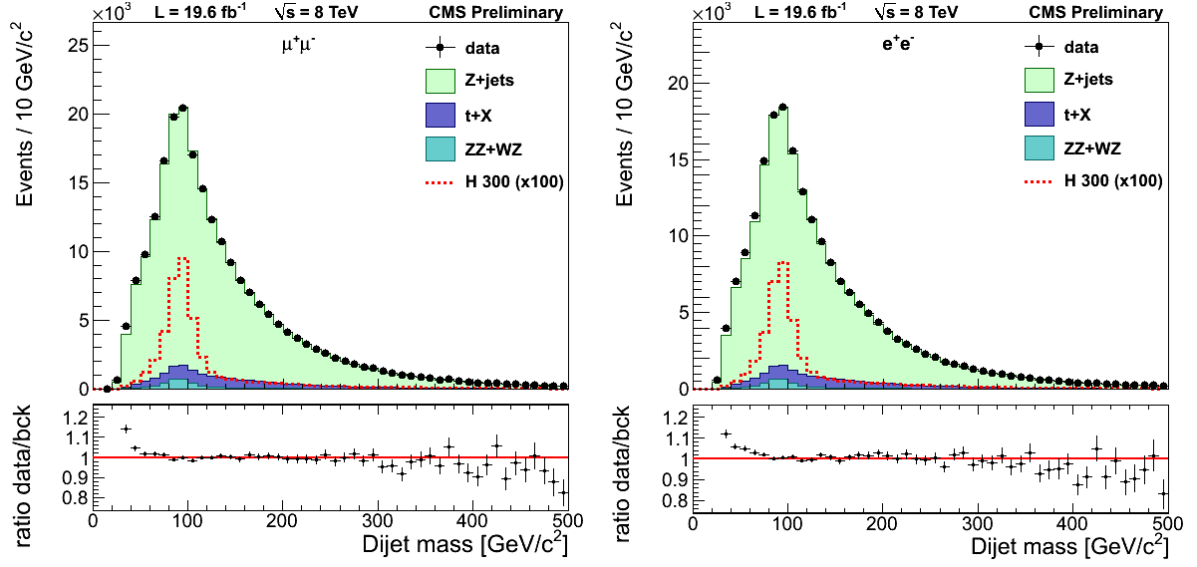 ×10³ L = 19.6 fb⁻¹ √s = 8 TeV CMS Preliminary
Events / 10 GeV/c²
25
20
15
10
5
0
μ⁺μ⁻
data
Z+jets
t+X
ZZ+WZ
H 300 (x100)
ratio data/bck
1.2
1.1
1
0.9
0.8
0 100 200 300 400 500
Dijet mass [GeV/c²]
×10³ L = 19.6 fb⁻¹ √s = 8 TeV CMS Preliminary
Events / 10 GeV/c²
20
15
10
5
0
e⁺e⁻
data
Z+jets
t+X
ZZ+WZ
H 300 (x100)
ratio data/bck
1.2
1.1
1
0.9
0.8
0 100 200 300 400 500
Dijet mass [GeV/c²]